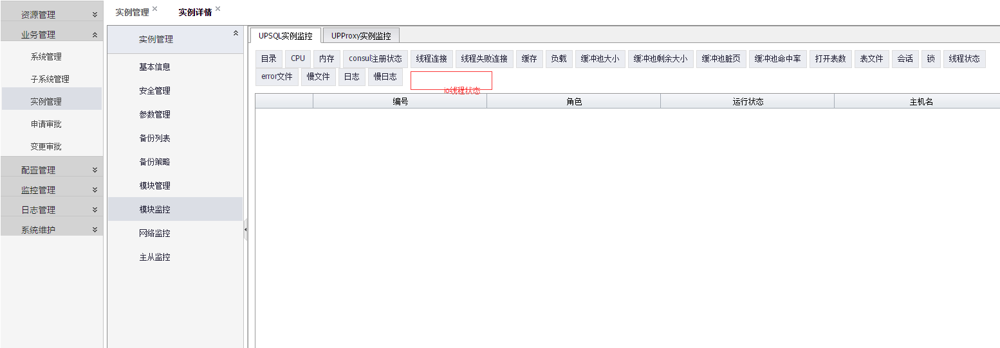 资源管理
业务管理
系统管理
子系统管理
实例管理
申请审批
变更审批
配置管理
监控管理
日志管理
系统维护
实例管理 实例详情
实例管理
基本信息
安全管理
参数管理
备份列表
备份策略
模块管理
模块监控
网络监控
主从监控
UPSQL实例监控 UPProxy实例监控
目录 CPU 内存 consul注册状态 线程连接 线程失败连接 缓存 负载 缓冲池大小 缓冲池剩余大小 缓冲池脏页 缓冲池命中率 打开表数 表文件 会话 锁 线程状态
error文件 慢文件 日志 慢日志
io线程状态
编号 角色 运行状态 主机名